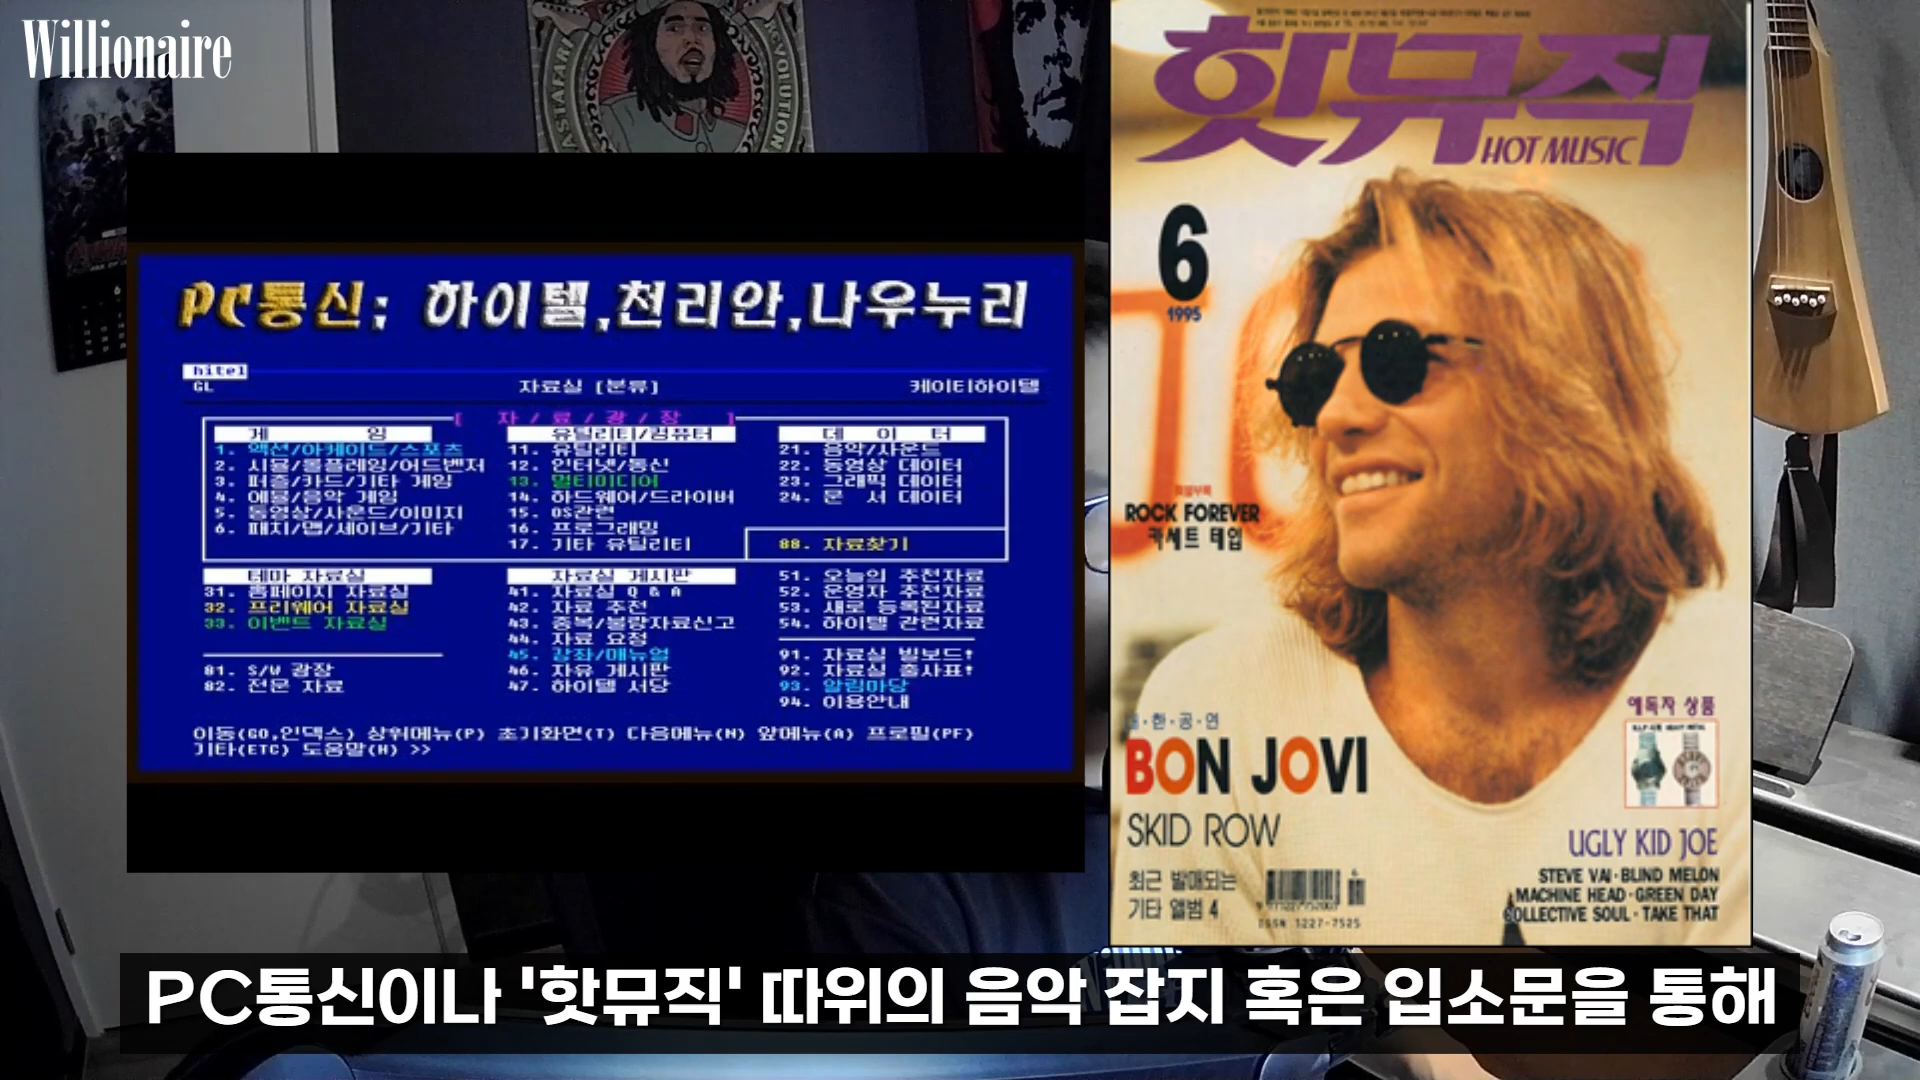 Willionaire
RASTAFARI
REVOLUTION
PC통신; 하이텔,천리안,나우누리
hitel
GL 자료실 [분류] 케이티하이텔
[ 자/료/광/장 ]
게 임
1. 액션/아케이드/스포츠
2. 시뮬/롤플레잉/어드벤저
3. 퍼즐/카드/기타 게임
4. 에뮬/음악 게임
5. 동영상/사운드/이미지
6. 패치/맵/세이브/기타
유틸리티/컴퓨터
11. 유틸리티
12. 인터넷/통신
13. 멀티미디어
14. 하드웨어/드라이버
15. OS관련
16. 프로그래밍
17. 기타 유틸리티
데 이 터
21. 음악/사운드
22. 동영상 데이터
23. 그래픽 데이터
24. 문 서 데이터
88. 자료찾기
테마 자료실
31. 홈페이지 자료실
32. 프리웨어 자료실
33. 이벤트 자료실
81. S/W 광장
82. 전문 자료
자료실 게시판
41. 자료실 Q & A
42. 자료 추천
43. 중복/불량자료신고
44. 자료 요청
45. 강좌/매뉴얼
46. 자유 게시판
47. 하이텔 서당
51. 오늘의 추천자료
52. 운영자 추천자료
53. 새로 등록된자료
54. 하이텔 관련자료
91. 자료실 빌보드!
92. 자료실 출사표!
93. 알림마당
94. 이용안내
이동(GO,인덱스) 상위메뉴(P) 초기화면(T) 다음메뉴(N) 앞메뉴(A) 프로필(PF)
기타(ETC) 도움말(H) >>
핫뮤직
HOT MUSIC
6
1995
ROCK FOREVER
카세트 테입
내·한·공·연
BON JOVI
SKID ROW
최근 발매되는
기타 앨범 4
ISSN 1227-7525
애독자 상품
UGLY KID JOE
STEVE VAI·BLIND MELON
MACHINE HEAD·GREEN DAY
COLLECTIVE SOUL·TAKE THAT
PC통신이나 '핫뮤직' 따위의 음악 잡지 혹은 입소문을 통해